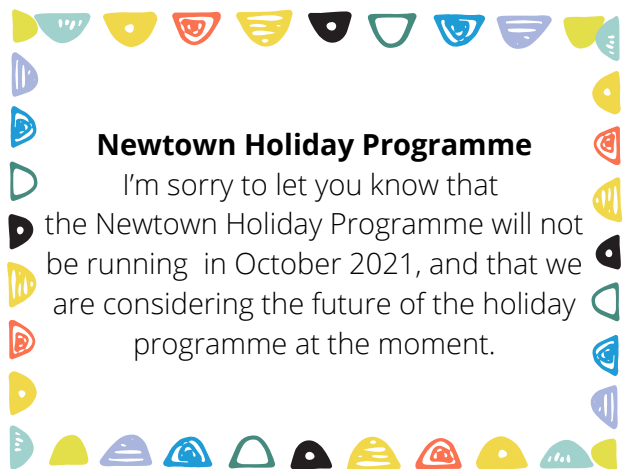 Newtown Holiday Programme
I'm sorry to let you know that
the Newtown Holiday Programme will not
be running  in October 2021, and that we
are considering the future of the holiday
programme at the moment.